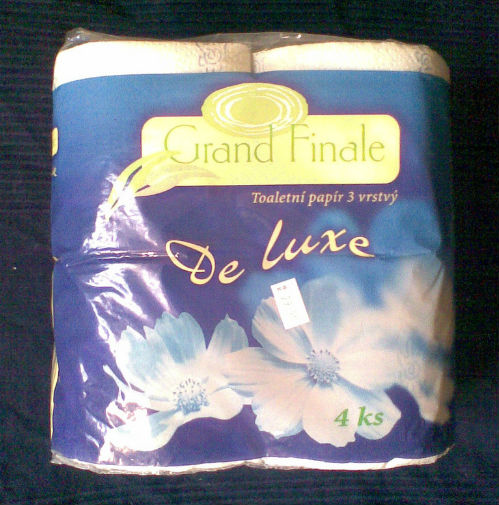 Grand Finale
Toaletní papír 3 vrstvý
De luxe
4 ks